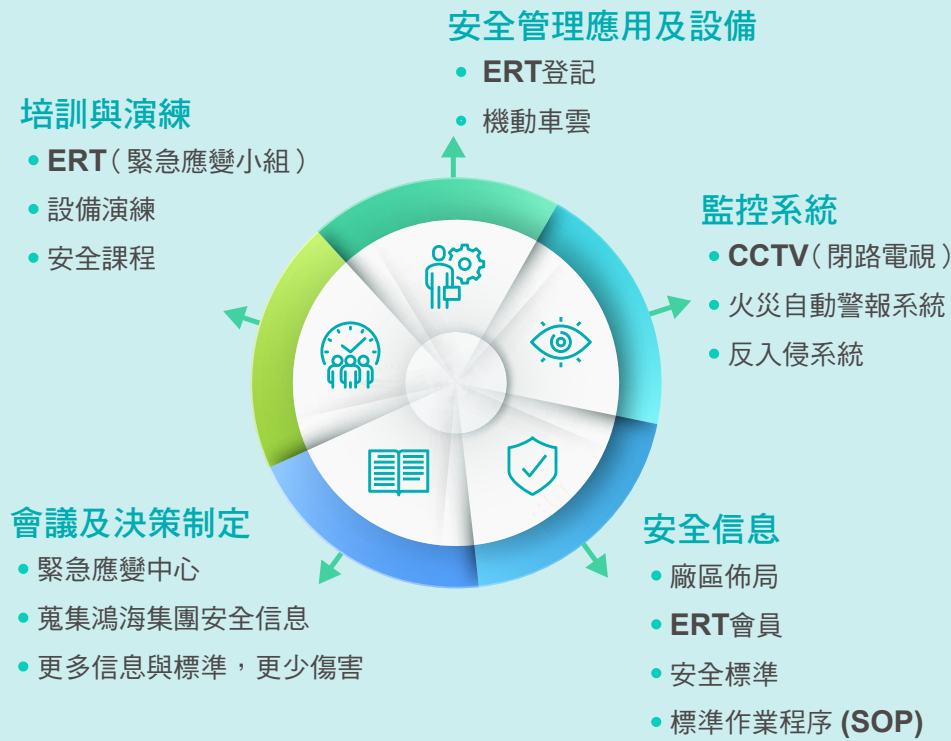 安全管理應用及設備
ERT登記
機動車雲
培訓與演練
ERT（緊急應變小組）
設備演練
安全課程
監控系統
CCTV（閉路電視）
火災自動警報系統
反入侵系統
會議及決策制定
緊急應變中心
蒐集鴻海集團安全信息
更多信息與標準，更少傷害
安全信息
廠區佈局
ERT會員
安全標準
標準作業程序 (SOP)